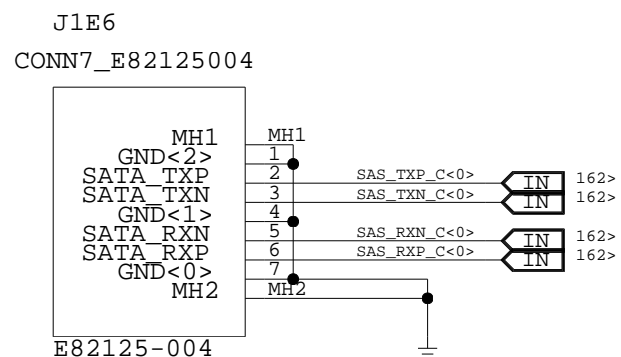 J1E6
CONN7_E82125004
MH1 MH1
GND<2> 1
SATA_TXP 2 SAS_TXP_C<0> IN 162>
SATA_TXN 3 SAS_TXN_C<0> IN 162>
GND<1> 4
SATA_RXN 5 SAS_RXN_C<0> IN 162>
SATA_RXP 6 SAS_RXP_C<0> IN 162>
GND<0> 7
MH2 MH2
E82125-004